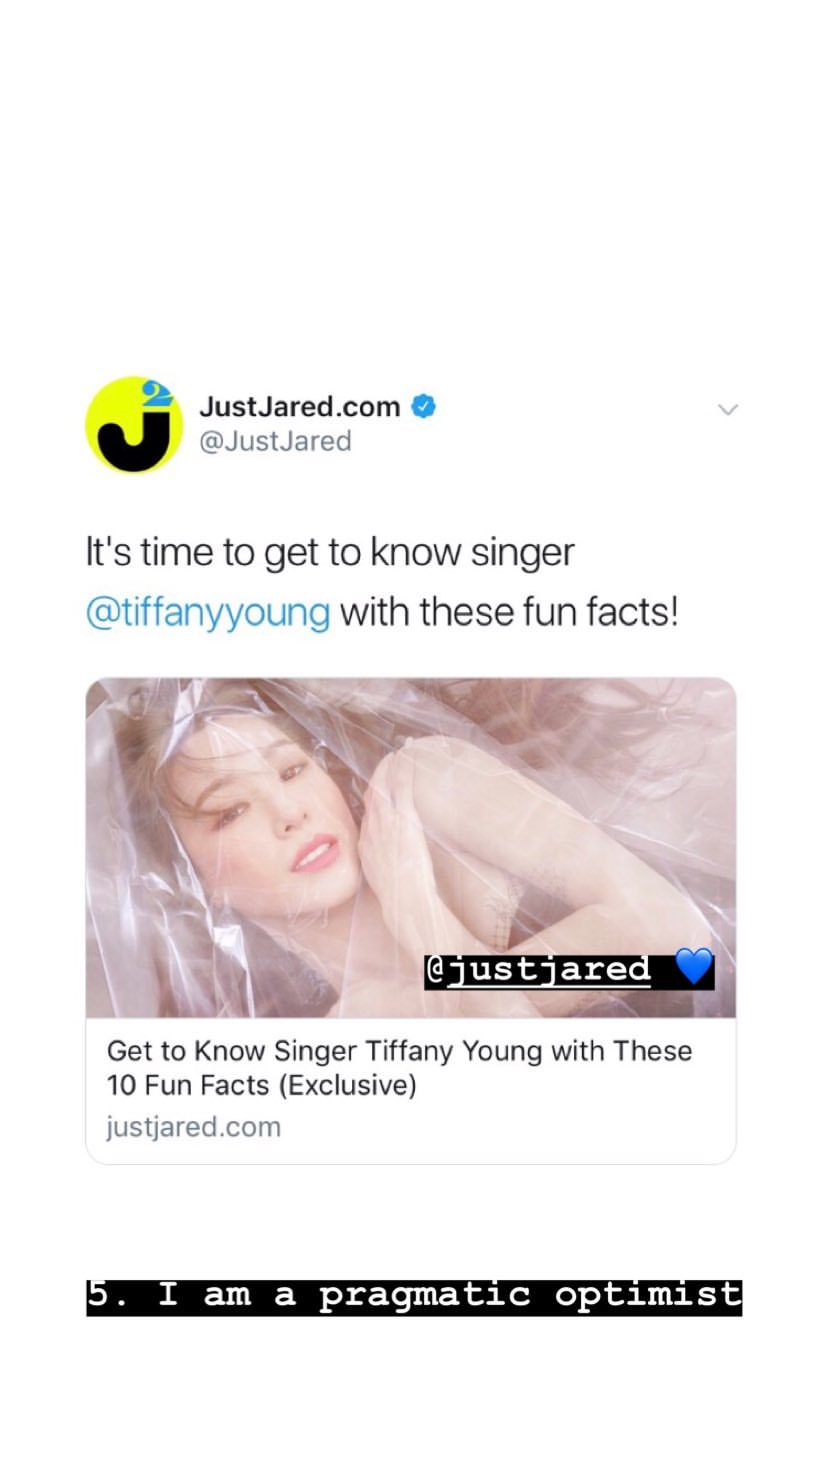 J2
JustJared.com
@JustJared
It's time to get to know singer
@tiffanyyoung with these fun facts!
@justjared 💙
Get to Know Singer Tiffany Young with These
10 Fun Facts (Exclusive)
justjared.com
5. I am a pragmatic optimist